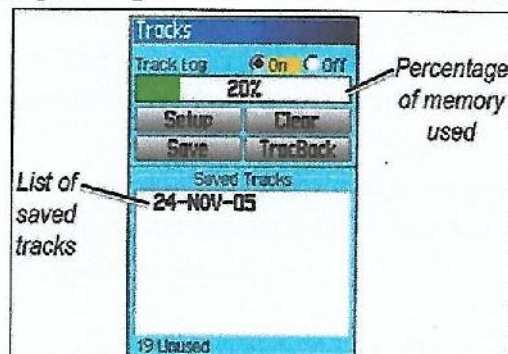 Tracks
Track Log On Off
20%
Percentage
of memory
used
Setup Clear
Save TracBack
List of
saved
tracks
Saved Tracks
24-NOV-05
19 Unused